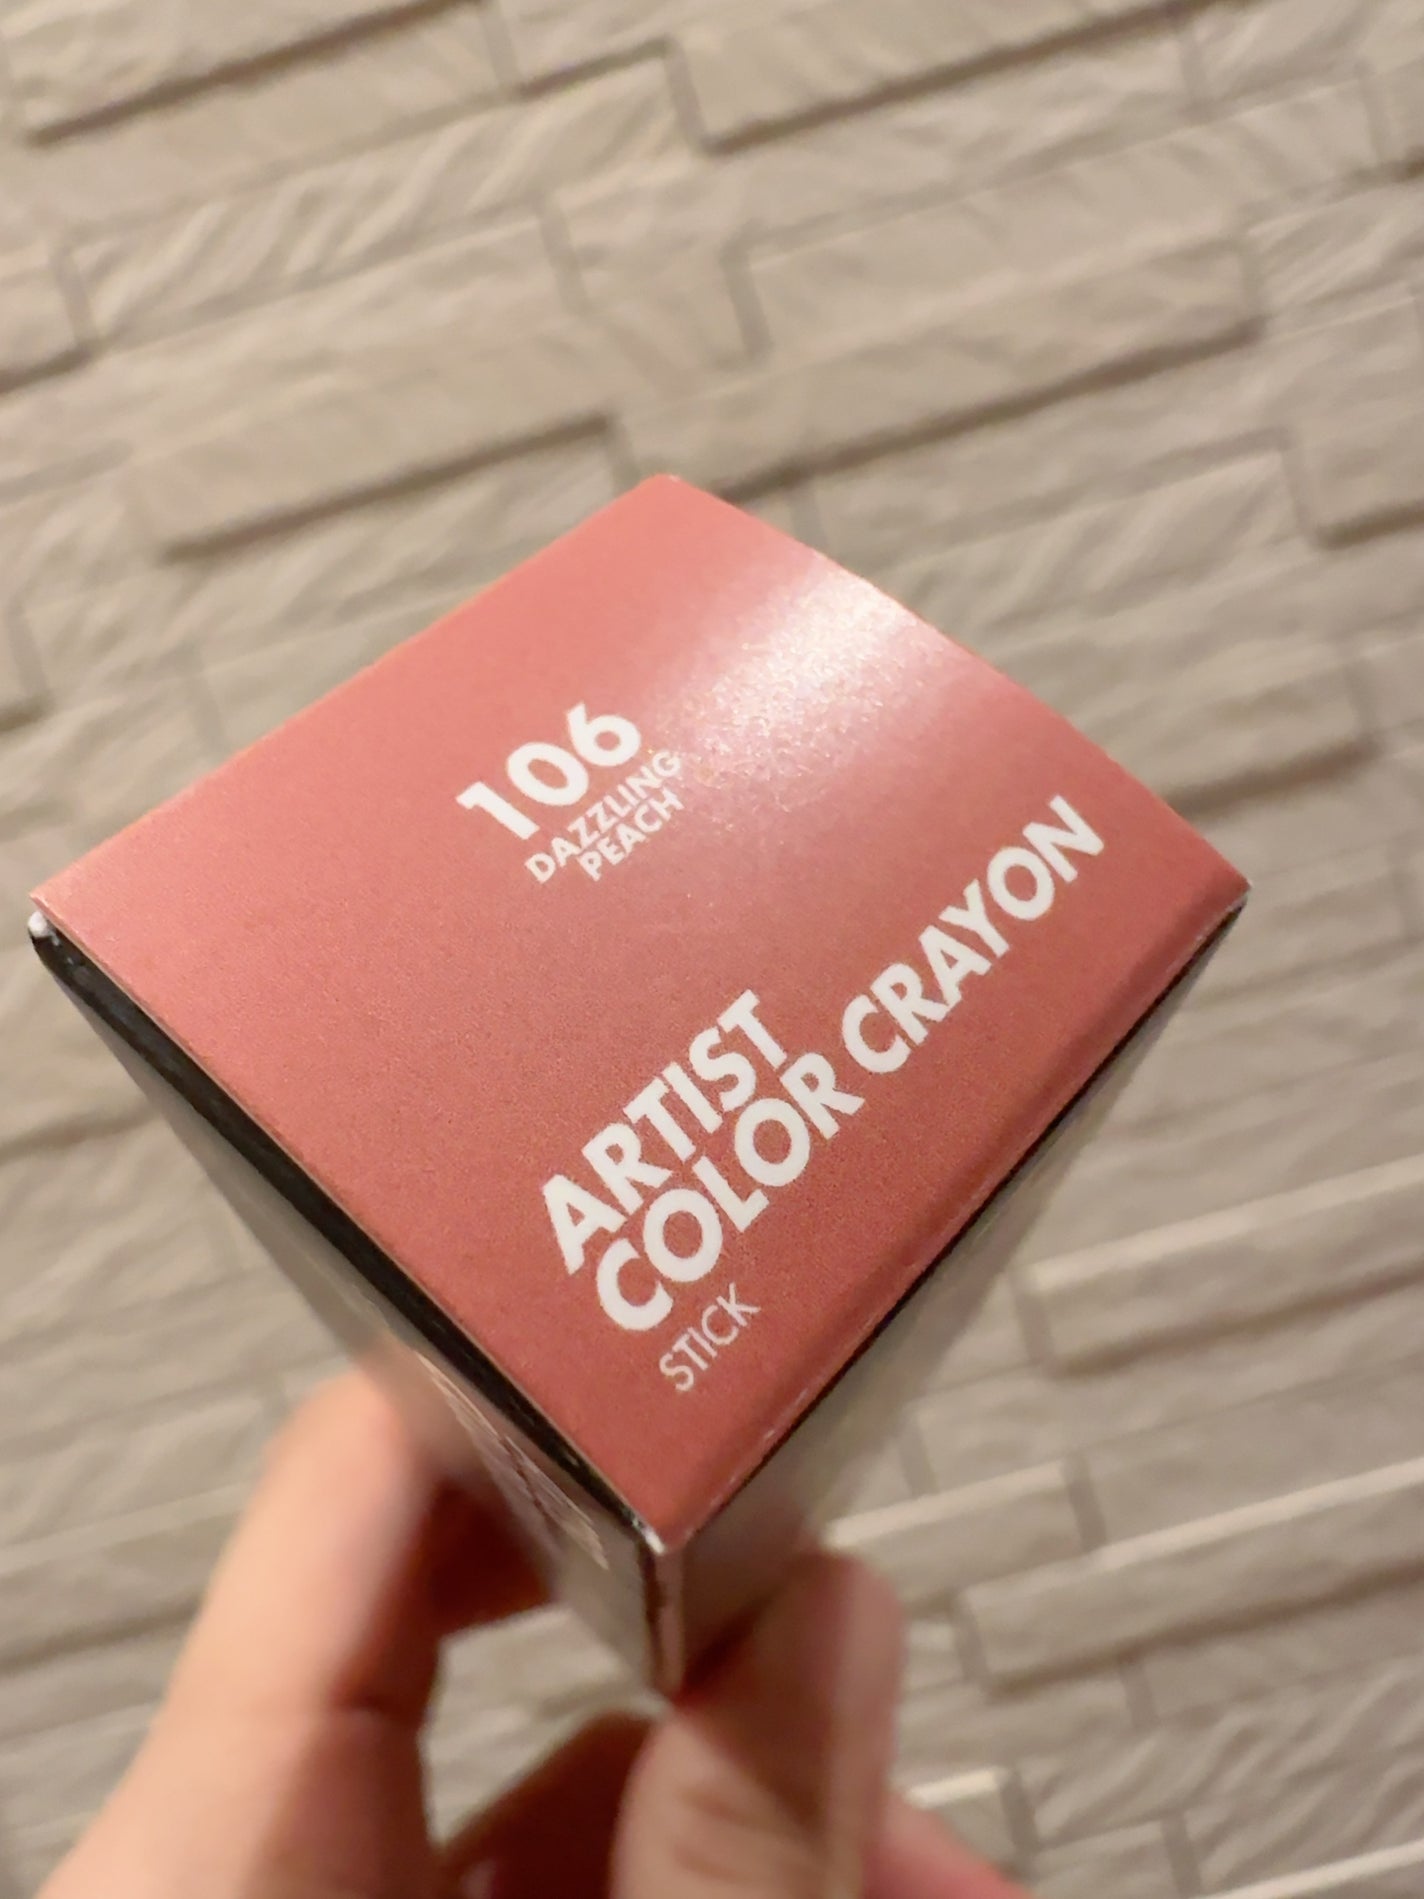 106
DAZZLING
PEACH
ARTIST
COLOR CRAYON
STICK